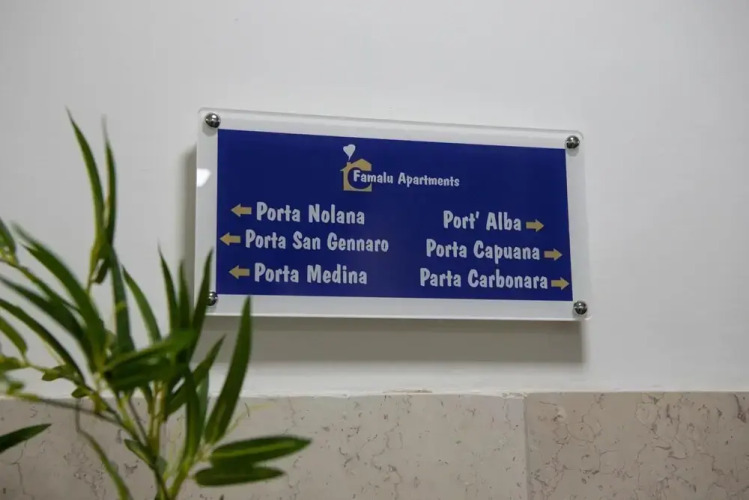 Famalu Apartments
Porta Nolana
Porta San Gennaro
Porta Medina
Port' Alba
Porta Capuana
Parta Carbonara